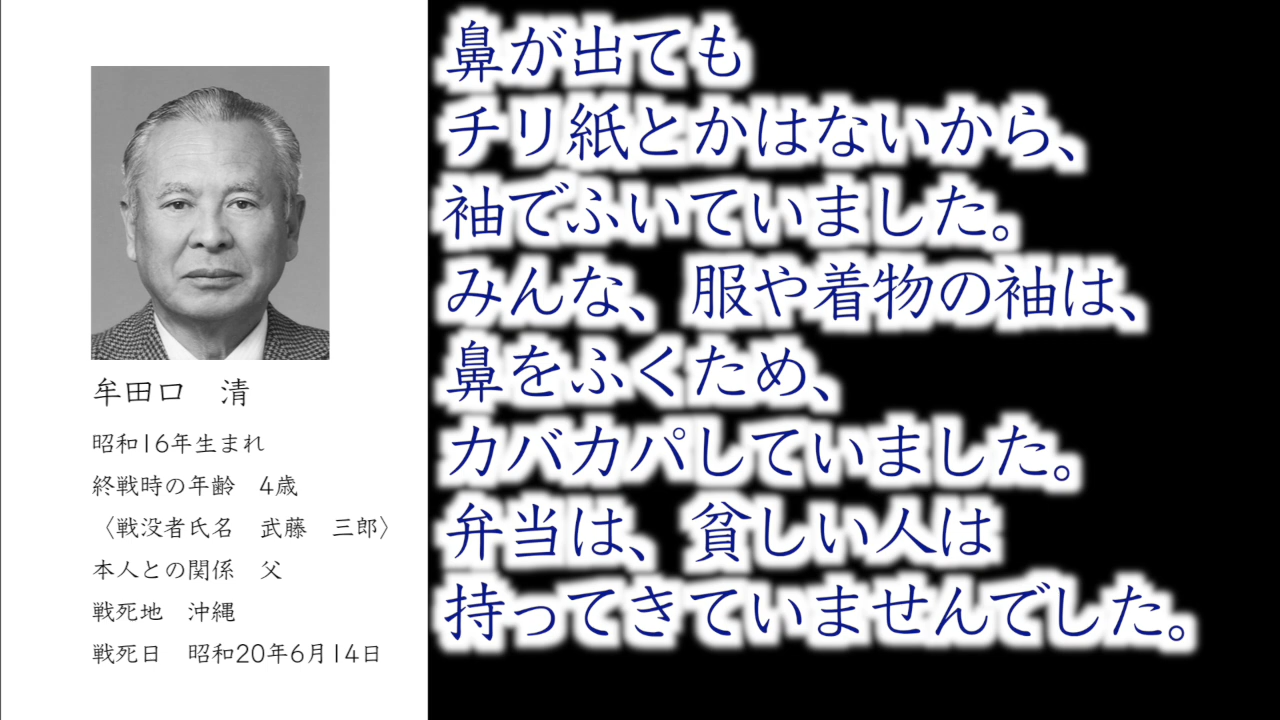 牟田口　清
昭和16年生まれ
終戦時の年齢　4歳
〈戦没者氏名　武藤　三郎〉
本人との関係　父
戦死地　沖縄
戦死日　昭和20年6月14日
鼻が出ても
チリ紙とかはないから、
袖でふいていました。
みんな、服や着物の袖は、
鼻をふくため、
カバカパしていました。
弁当は、貧しい人は
持ってきていませんでした。